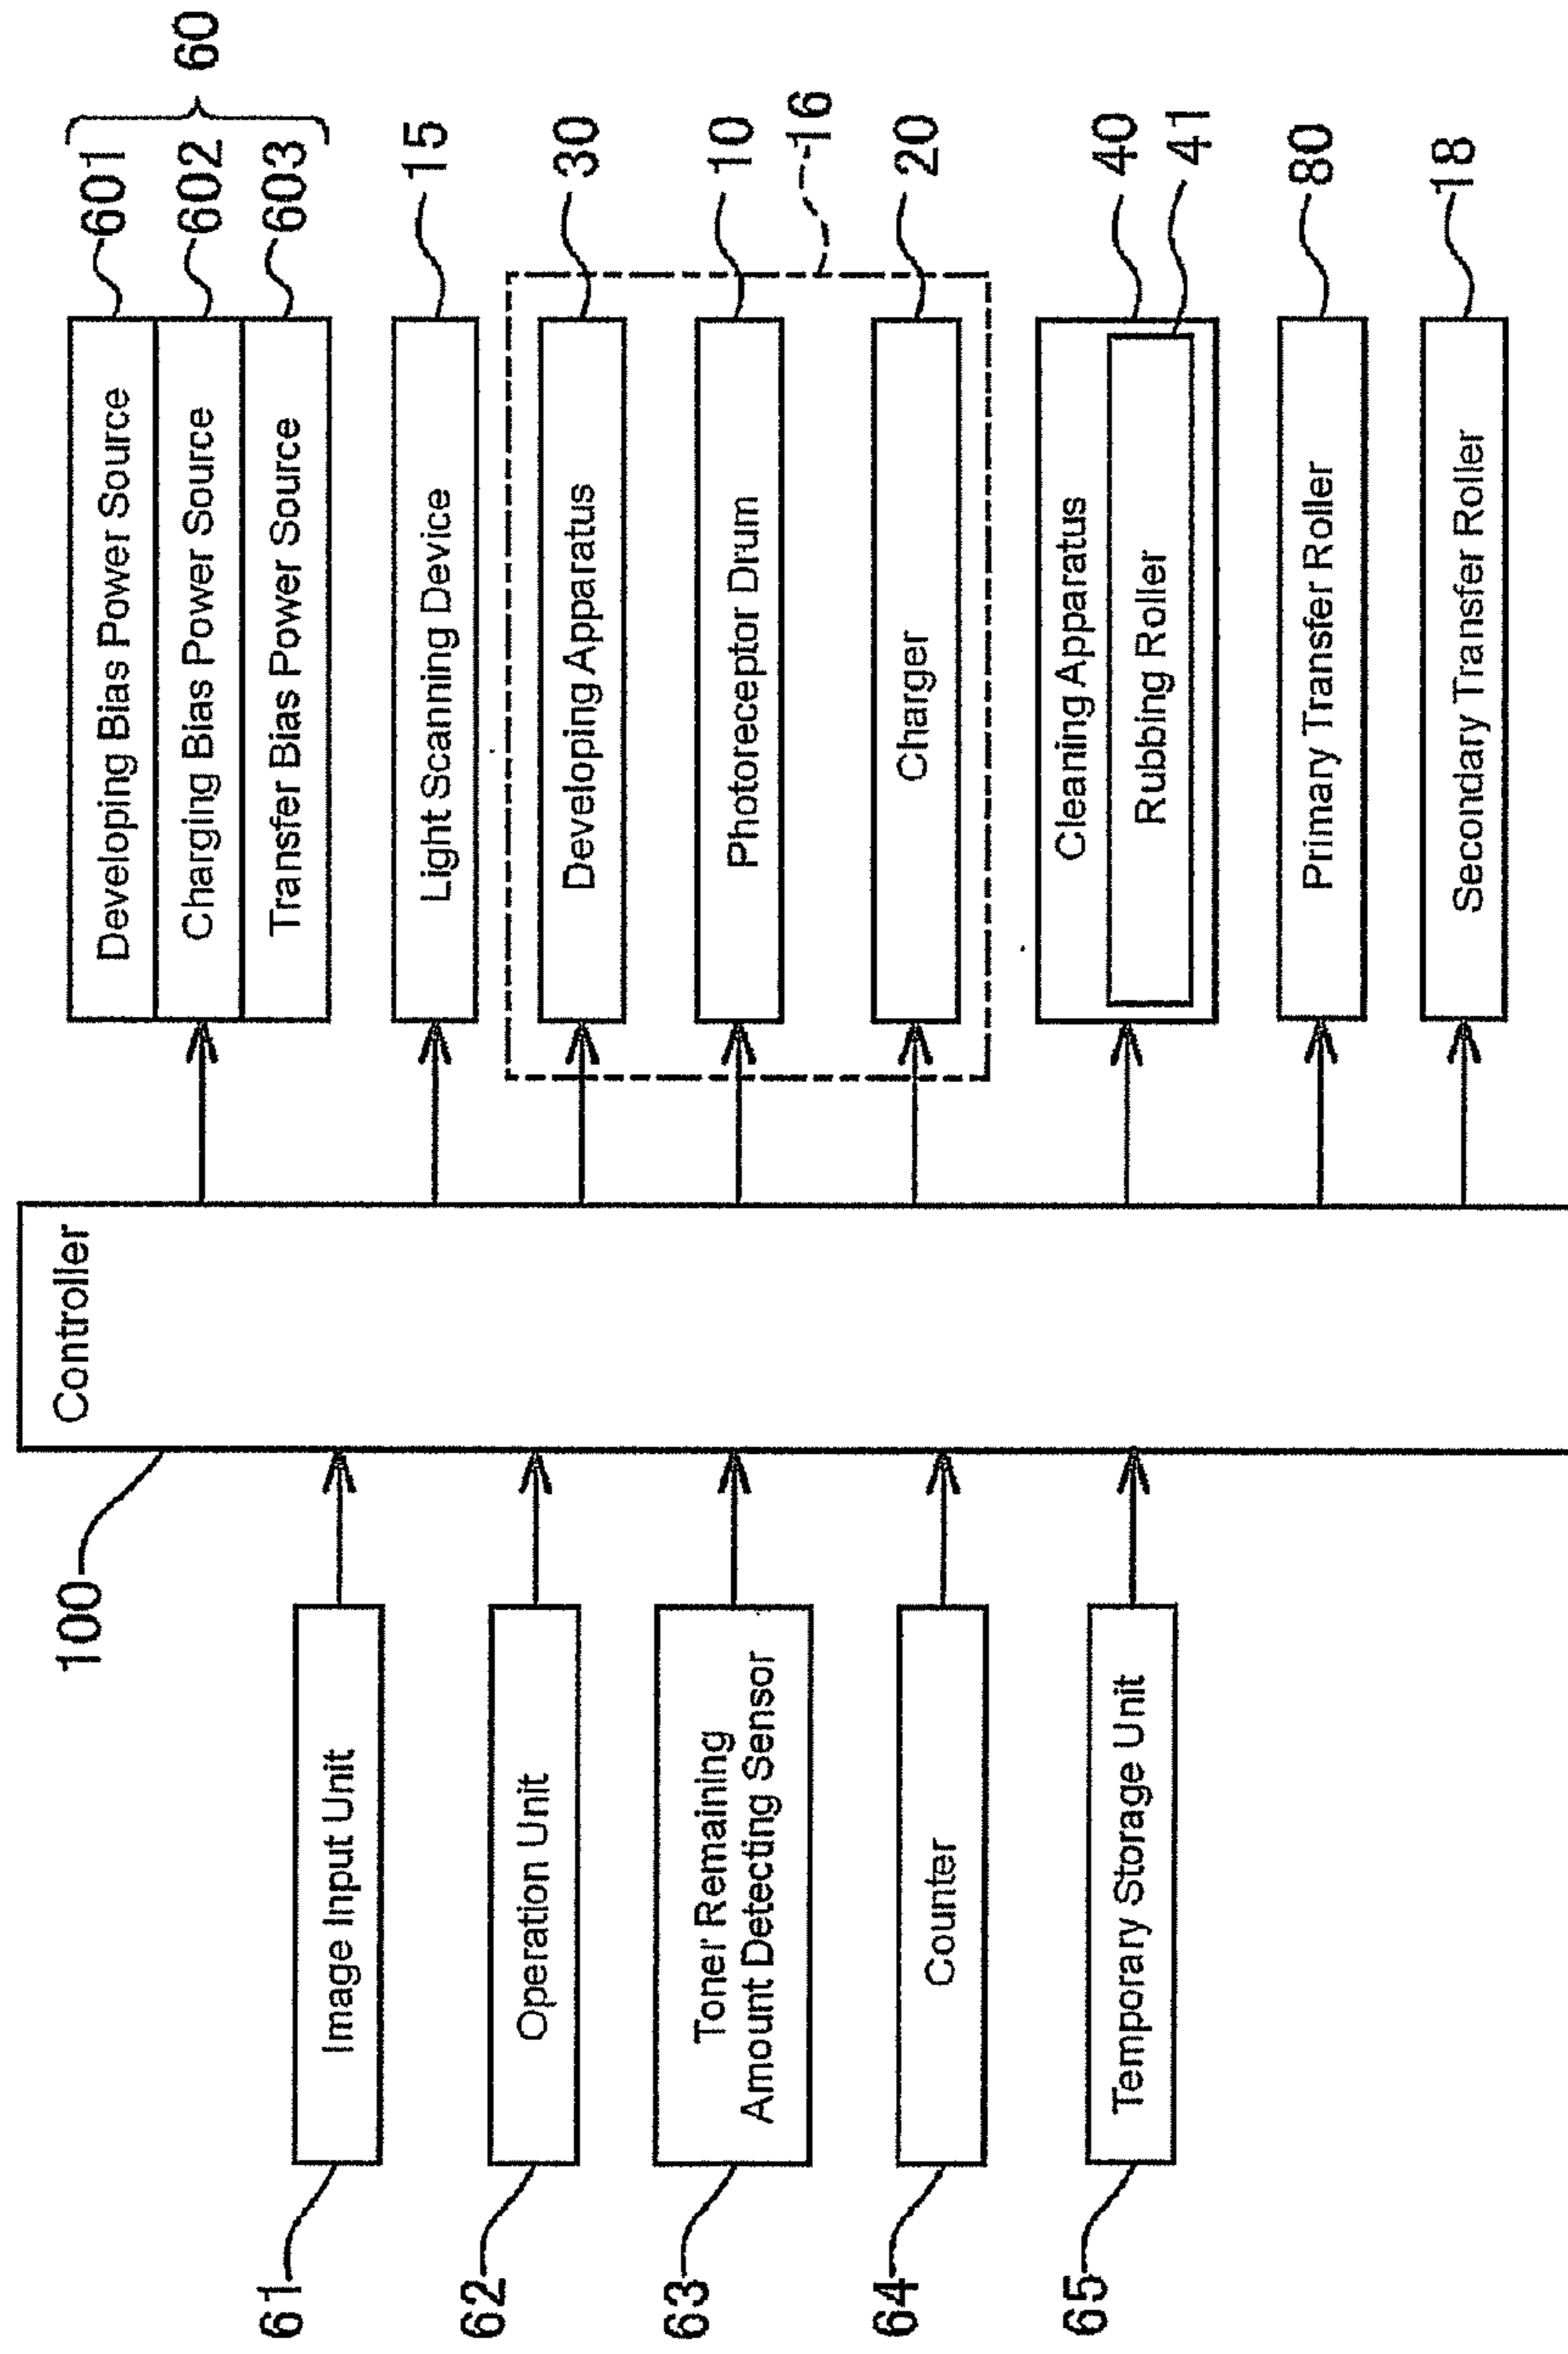 100
Controller
61
Image Input Unit
62
Operation Unit
63
Toner Remaining
Amount Detecting Sensor
64
Counter
65
Temporary Storage Unit
Developing Bias Power Source
601
Charging Bias Power Source
602
Transfer Bias Power Source
603
60
Light Scanning Device
15
Developing Apparatus
30
Photoreceptor Drum
10
16
Charger
20
Cleaning Apparatus
40
Rubbing Roller
41
Primary Transfer Roller
80
Secondary Transfer Roller
18